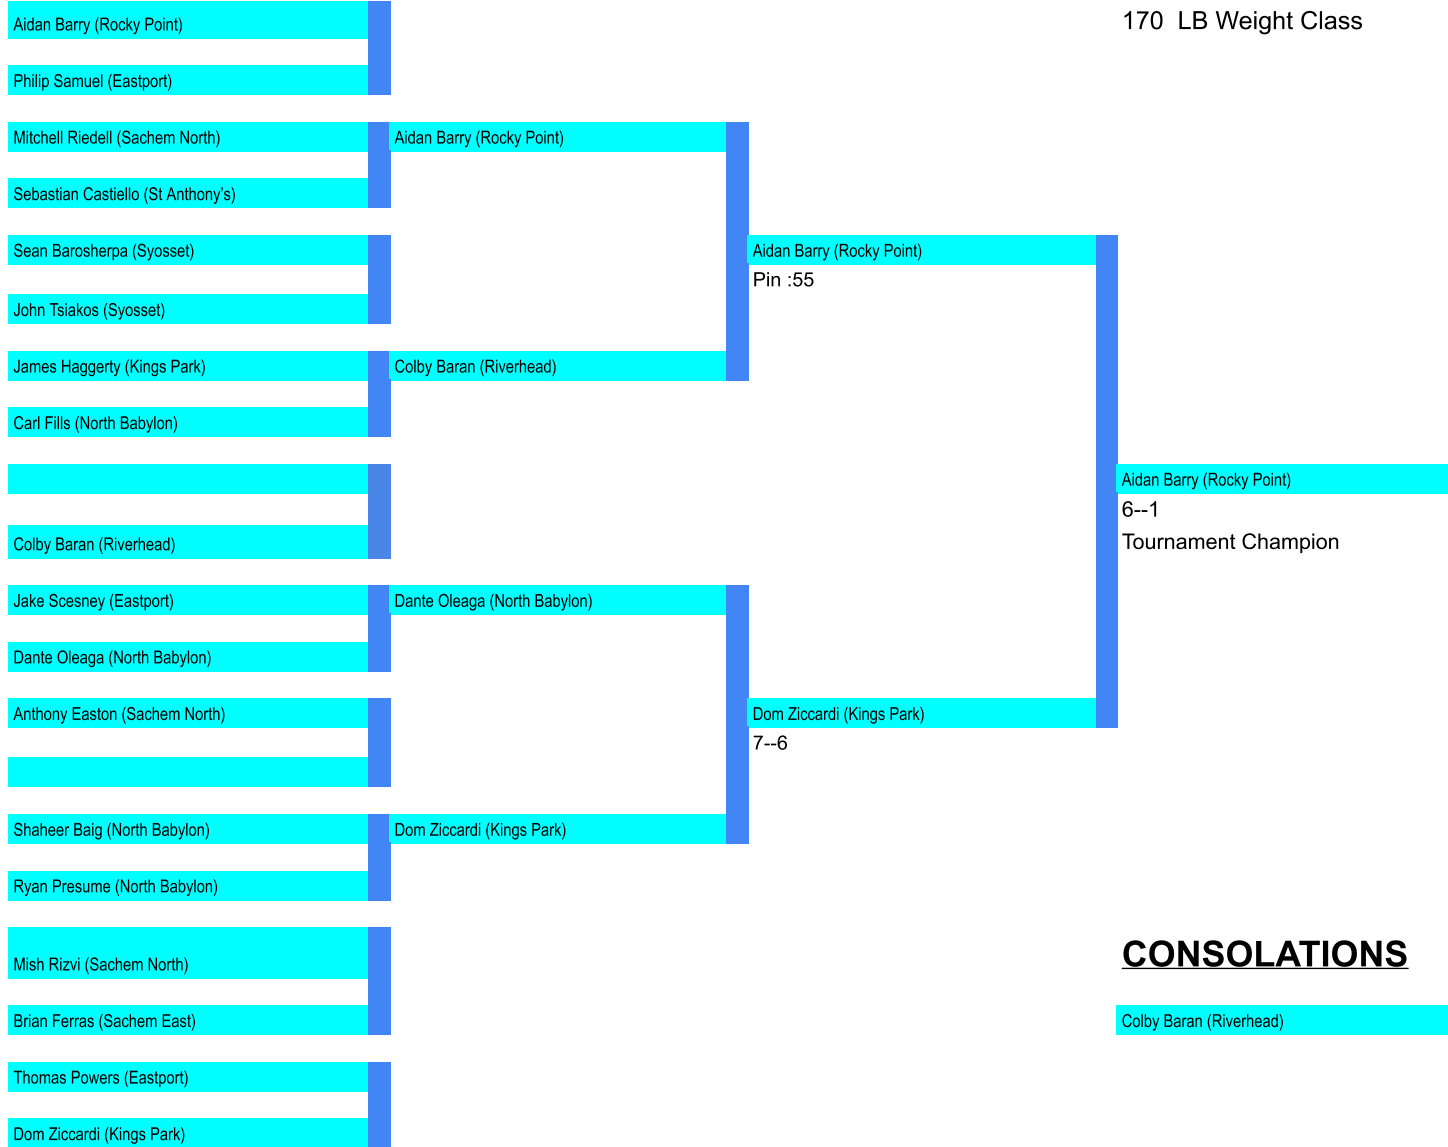 Aidan Barry (Rocky Point)
170 LB Weight Class
Philip Samuel (Eastport)
Mitchell Riedell (Sachem North)
Aidan Barry (Rocky Point)
Sebastian Castiello (St Anthony's)
Sean Barosherpa (Syosset)
Aidan Barry (Rocky Point)
Pin :55
John Tsiakos (Syosset)
James Haggerty (Kings Park)
Colby Baran (Riverhead)
Carl Fills (North Babylon)
Aidan Barry (Rocky Point)
6--1
Colby Baran (Riverhead)
Tournament Champion
Jake Scesney (Eastport)
Dante Oleaga (North Babylon)
Dante Oleaga (North Babylon)
Anthony Easton (Sachem North)
Dom Ziccardi (Kings Park)
7--6
Shaheer Baig (North Babylon)
Dom Ziccardi (Kings Park)
Ryan Presume (North Babylon)
Mish Rizvi (Sachem North)
CONSOLATIONS
Brian Ferras (Sachem East)
Colby Baran (Riverhead)
Thomas Powers (Eastport)
Dom Ziccardi (Kings Park)